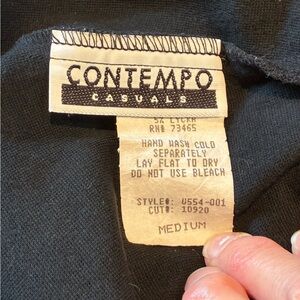 CONTEMPO
CASUALS
5% LYCRA
RN# 73465
HAND WASH COLD
SEPARATELY
LAY FLAT TO DRY
DO NOT USE BLEACH
STYLE#: U554-001
CUT#: 10920
MEDIUM